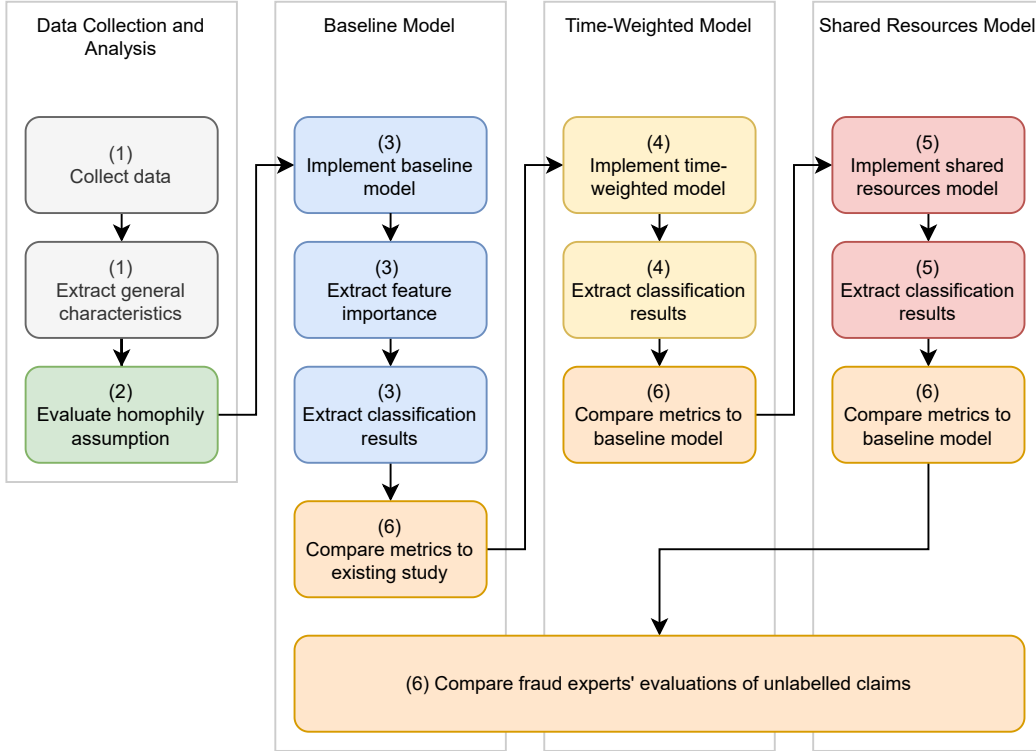 Data Collection and
Analysis
(1)
Collect data
(1)
Extract general
characteristics
(2)
Evaluate homophily
assumption
Baseline Model
(3)
Implement baseline
model
(3)
Extract feature
importance
(3)
Extract classification
results
(6)
Compare metrics to
existing study
Time-Weighted Model
(4)
Implement time-
weighted model
(4)
Extract classification
results
(6)
Compare metrics to
baseline model
Shared Resources Model
(5)
Implement shared
resources model
(5)
Extract classification
results
(6)
Compare metrics to
baseline model
(6) Compare fraud experts' evaluations of unlabelled claims